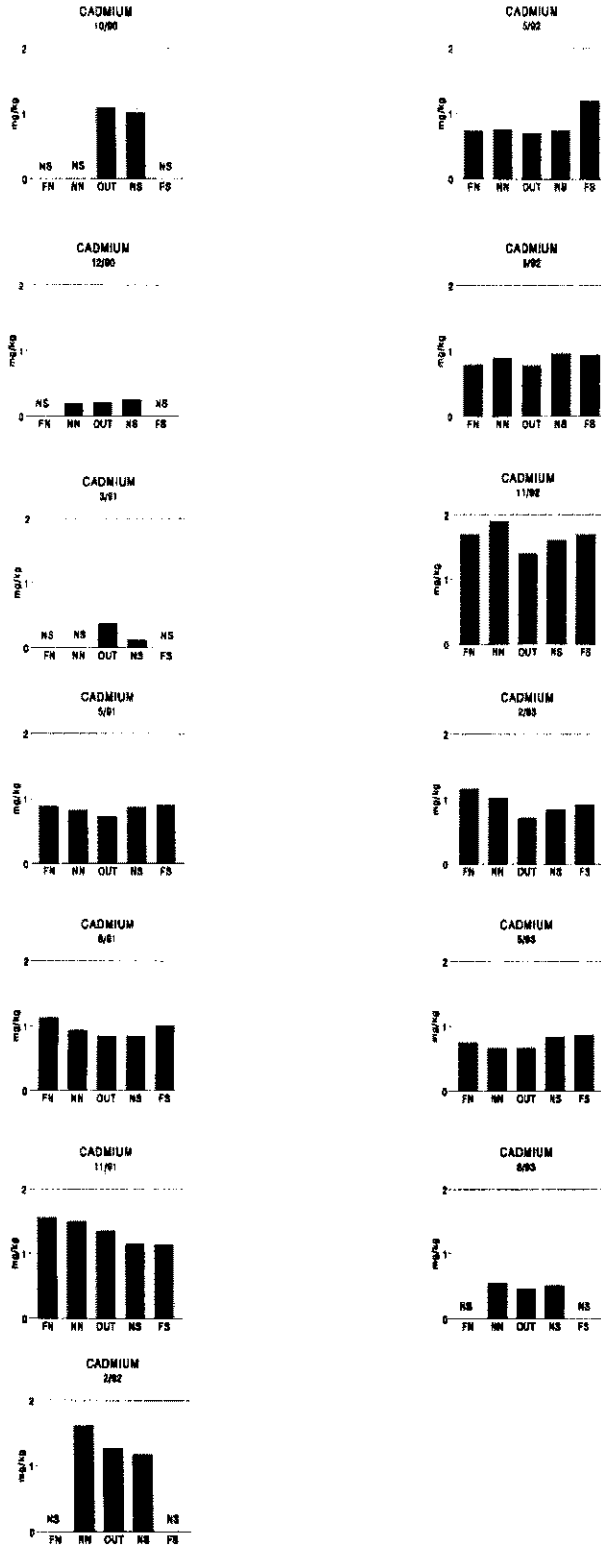 CADMIUM
10/90
2
1
0
mg/kg
NS NS NS
FN NN OUT NS FS
CADMIUM
12/90
2
1
0
mg/kg
NS NS
FN NN OUT NS FS
CADMIUM
3/91
2
1
0
mg/kg
NS NS NS
FN NN OUT NS FS
CADMIUM
5/91
2
1
0
mg/kg
FN NN OUT NS FS
CADMIUM
2
1
0
mg/kg
FN NN OUT NS FS
CADMIUM
11/91
2
1
0
mg/kg
FN NN OUT NS FS
CADMIUM
2/92
2
1
0
mg/kg
NS NS
FN NN OUT NS FS
CADMIUM
5/92
2
1
0
mg/kg
FN NN OUT NS FS
CADMIUM
2
1
0
mg/kg
FN NN OUT NS FS
CADMIUM
11/92
2
1
0
mg/kg
FN NN OUT NS FS
CADMIUM
2/93
2
1
0
mg/kg
FN NN OUT NS FS
CADMIUM
5/93
2
1
0
mg/kg
FN NN OUT NS FS
CADMIUM
8/93
2
1
0
mg/kg
NS NS
FN NN OUT NS FS